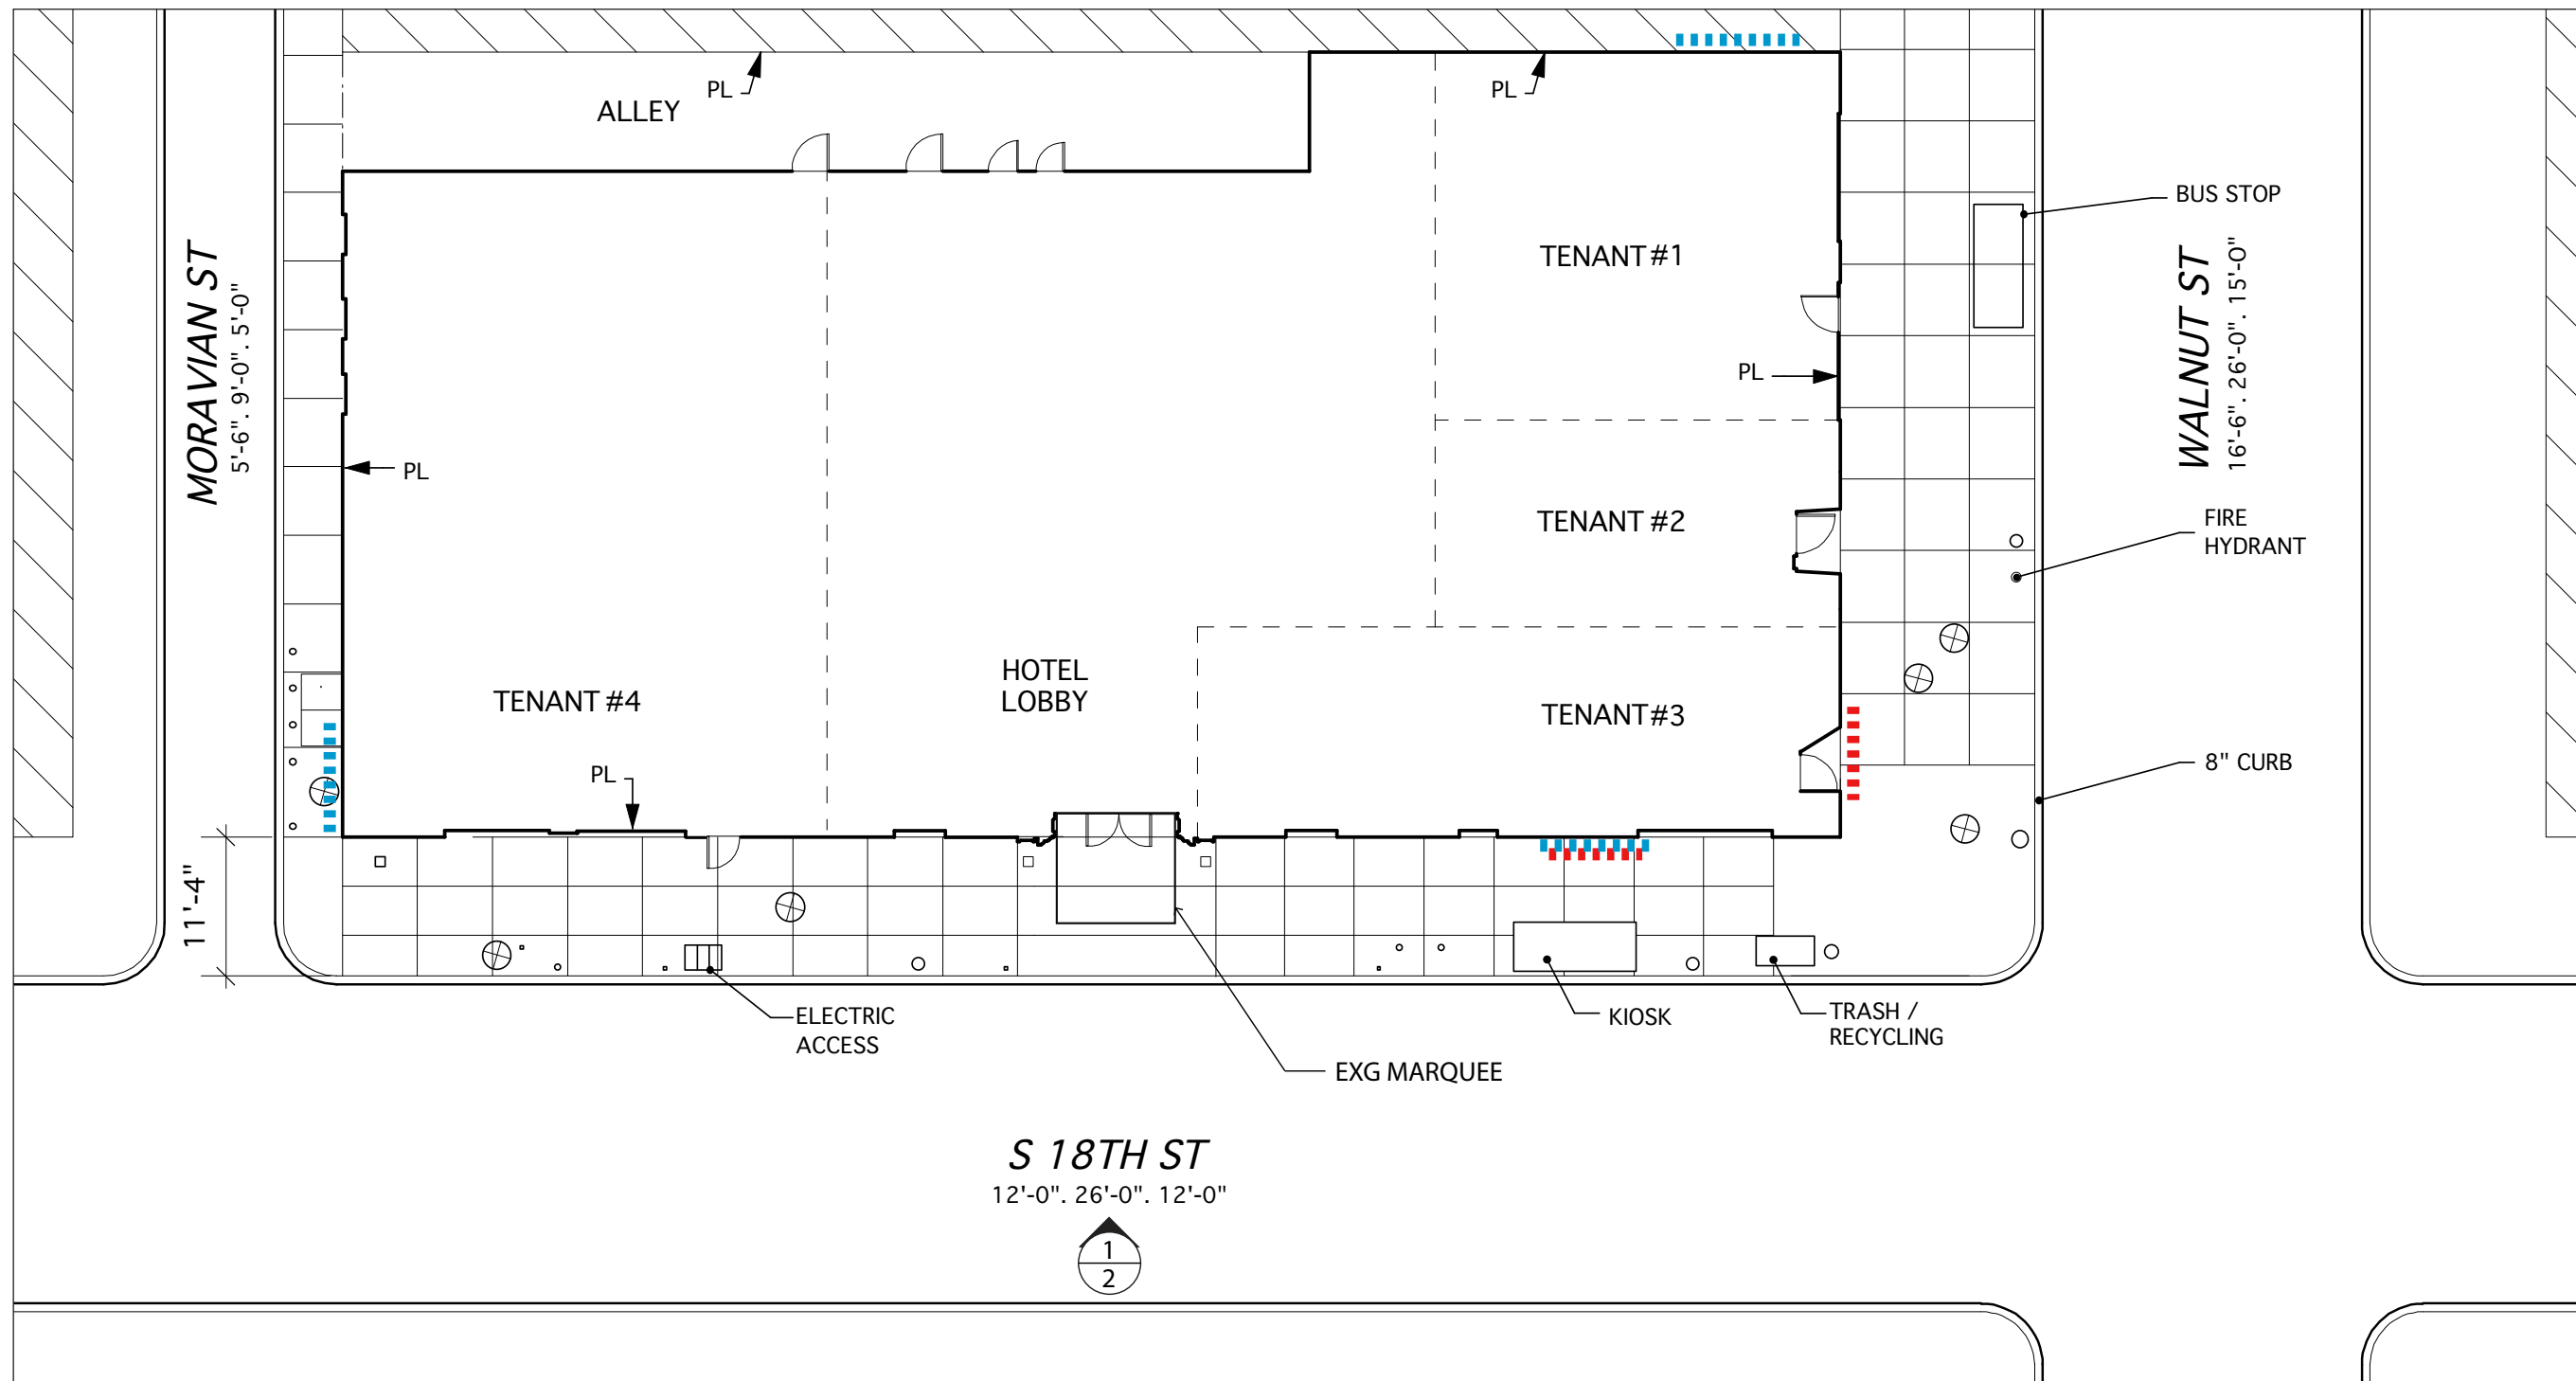 PL
PL
ALLEY
BUS STOP
TENANT #1
MORAVIAN ST
5'-6". 9'-0". 5'-0"
WALNUT ST
16'-6". 26'-0". 15'-0"
PL
PL
TENANT #2
FIRE
HYDRANT
HOTEL
LOBBY
TENANT #4
TENANT #3
PL
8" CURB
11'-4"
ELECTRIC
ACCESS
KIOSK
TRASH /
RECYCLING
EXG MARQUEE
S 18TH ST
12'-0". 26'-0". 12'-0"
1
2